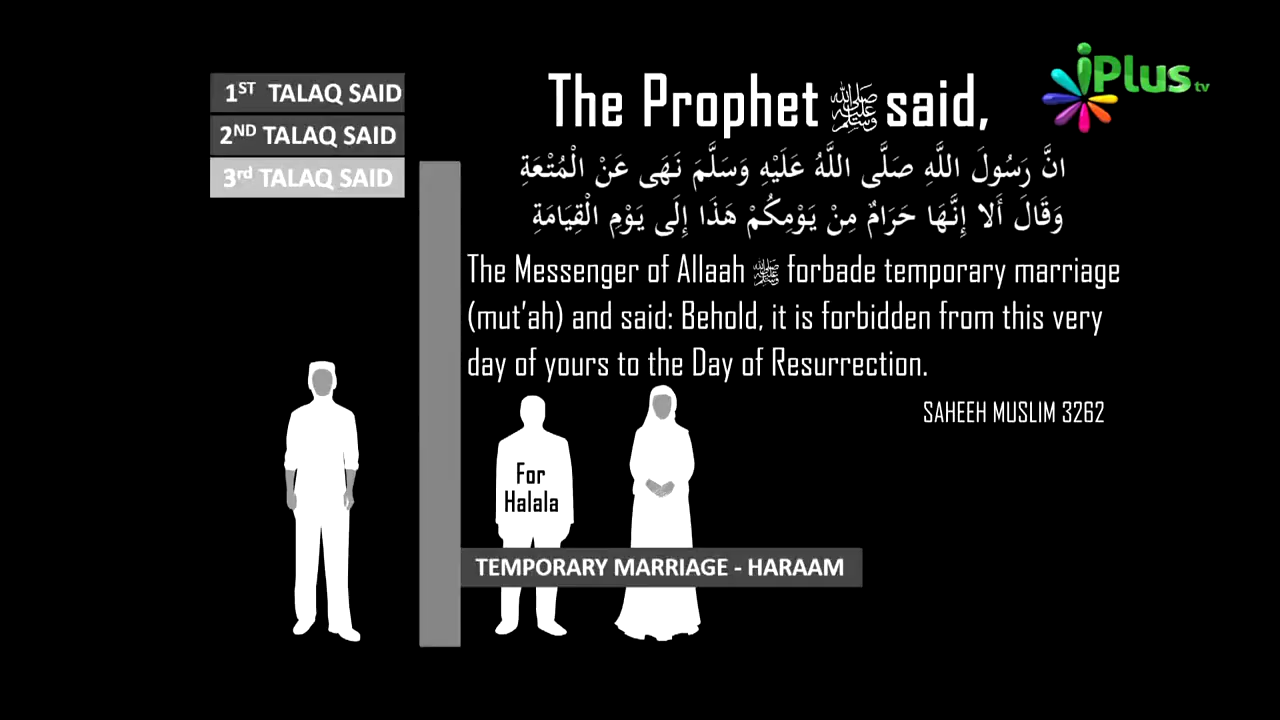 1ST TALAQ SAID
2ND TALAQ SAID
3rd TALAQ SAID
iPlus tv
The Prophet ﷺ said,
انَّ رَسُولَ اللَّهِ صَلَّى اللَّهُ عَلَيْهِ وَسَلَّمَ نَهَى عَنْ الْمُتْعَةِ
وَقَالَ أَلا إِنَّهَا حَرَامٌ مِنْ يَوْمِكُمْ هَذَا إِلَى يَوْمِ الْقِيَامَةِ
The Messenger of Allaah ﷺ forbade temporary marriage
(mut'ah) and said: Behold, it is forbidden from this very
day of yours to the Day of Resurrection.
SAHEEH MUSLIM 3262
For
Halala
TEMPORARY MARRIAGE - HARAAM